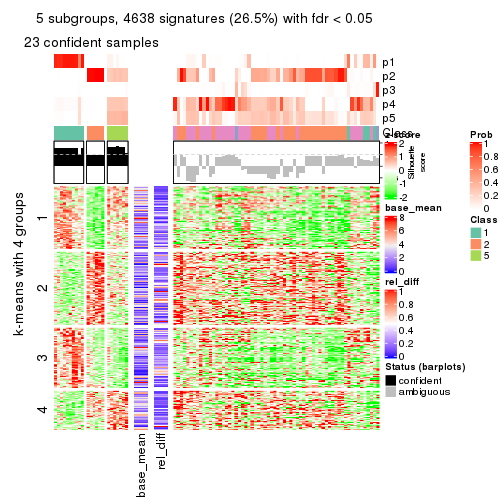 5 subgroups, 4638 signatures (26.5%) with fdr < 0.05
23 confident samples
p1
p2
p3
p4
p5
Class
k-means with 4 groups
1
2
3
4
base_mean
rel_diff
z-score
2
1
0
-1
-2
Silhouette
score
base_mean
8
6
4
2
0
rel_diff
1
0.8
0.6
0.4
0.2
0
Status (barplots)
confident
ambiguous
Prob
1
0.8
0.6
0.4
0.2
0
Class
1
2
5